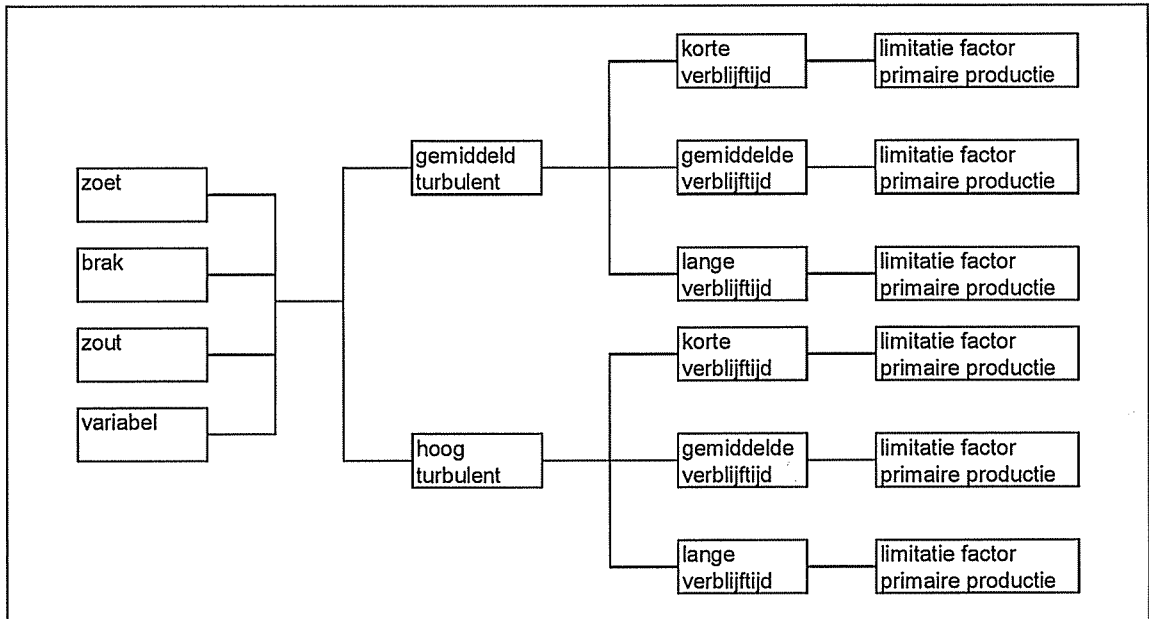 zoet
brak
zout
variabel
gemiddeld
turbulent
hoog
turbulent
korte
verblijftijd
gemiddelde
verblijftijd
lange
verblijftijd
korte
verblijftijd
gemiddelde
verblijftijd
lange
verblijftijd
limitatie factor
primaire productie
limitatie factor
primaire productie
limitatie factor
primaire productie
limitatie factor
primaire productie
limitatie factor
primaire productie
limitatie factor
primaire productie